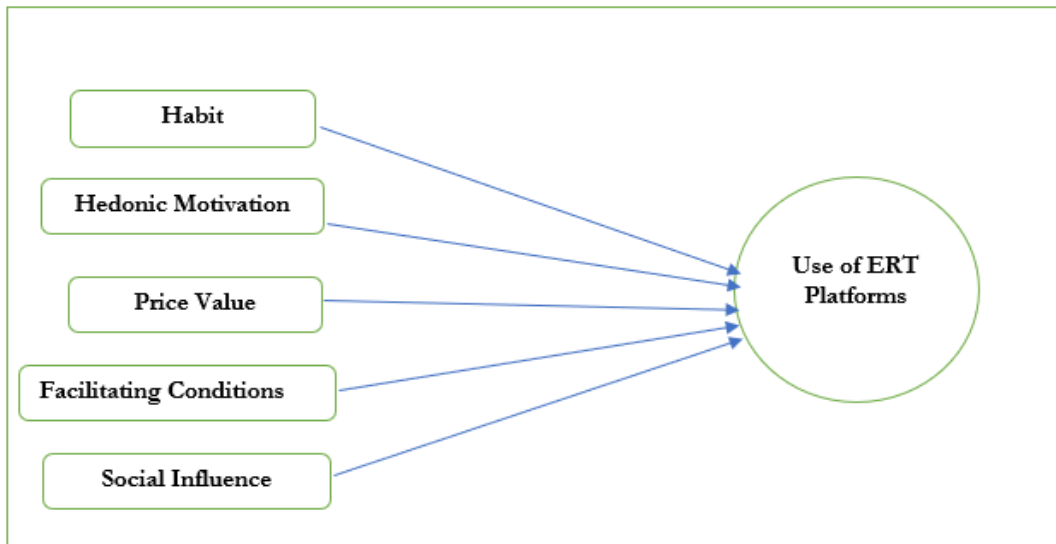 Habit
Hedonic Motivation
Price Value
Facilitating Conditions
Social Influence
Use of ERT
Platforms